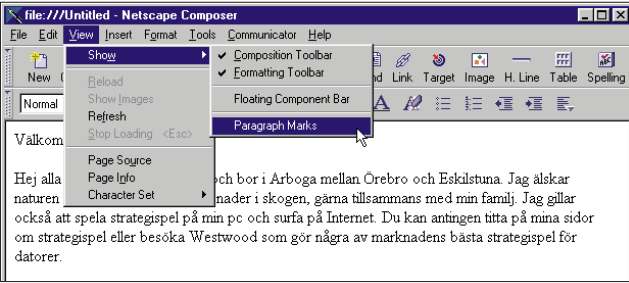 file:///Untitled - Netscape Composer
File Edit View Insert Format Tools Communicator Help
New Link Target Image H. Line Table Spelling
Normal
Show
Reload
Show Images
Refresh
Stop Loading <Esc>
Page Source
Page Info
Character Set
Composition Toolbar
Formatting Toolbar
Floating Component Bar
Paragraph Marks
Hej alla och bor i Arboga mellan Örebro och Eskilstuna. Jag älskar
naturen i skogen, gärna tillsammans med min familj. Jag gillar
också att spela strategispel på min pc och surfa på Internet. Du kan antingen titta på mina sidor
om strategispel eller besöka Westwood som gör några av marknadens bästa strategispel för
datorer.